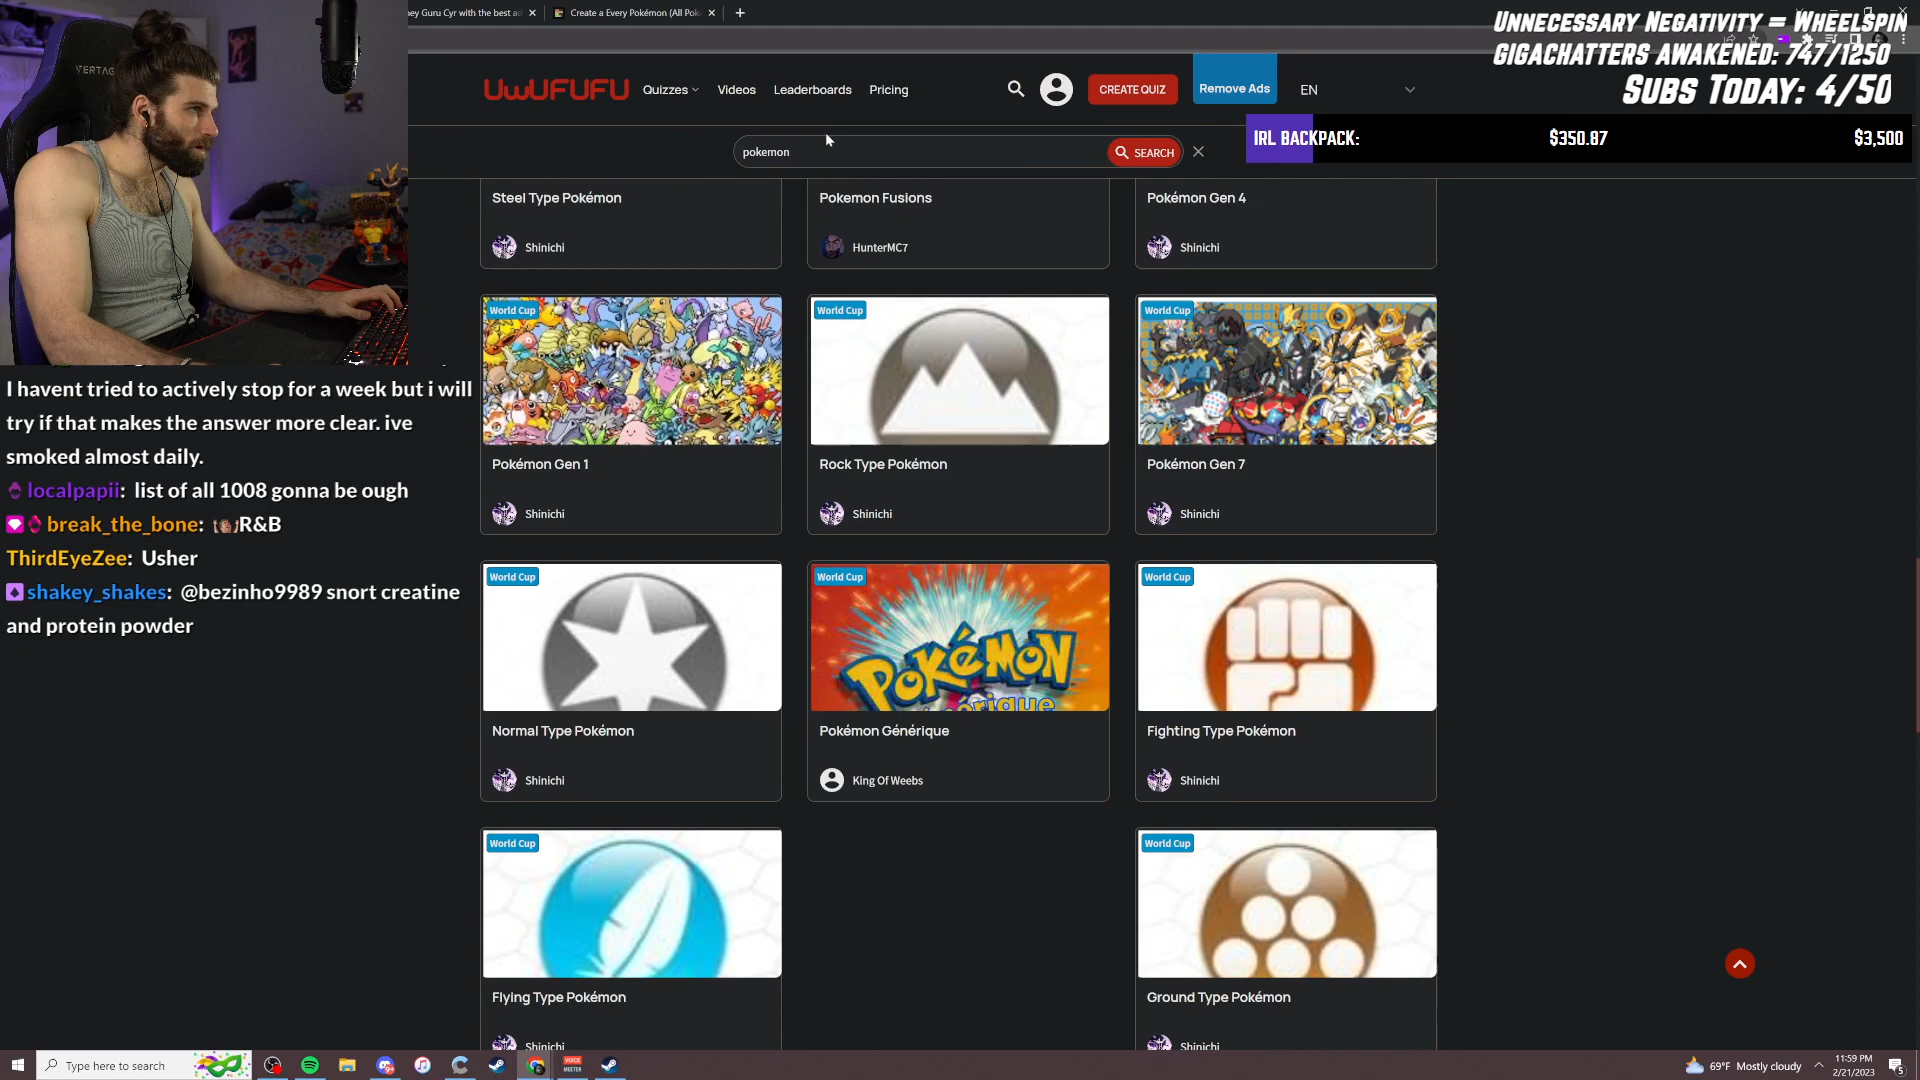 ey Guru Cyr with the best ad
Create a Every Pokémon (All Pok
UNNECESSARY NEGATIVITY = WHEELSPIN
GIGACHATTERS AWAKENED: 747/1250
SUBS TODAY: 4/50
IRL BACKPACK: $350.87 $3,500
VERTAG
UWUFUFU
Quizzes Videos Leaderboards Pricing
CREATE QUIZ
Remove Ads
EN
pokemon
SEARCH
Steel Type Pokémon
Shinichi
Pokemon Fusions
HunterMC7
Pokémon Gen 4
Shinichi
World Cup
Pokémon Gen 1
Shinichi
World Cup
Rock Type Pokémon
Shinichi
World Cup
Pokémon Gen 7
Shinichi
World Cup
Normal Type Pokémon
Shinichi
World Cup
POKéMON
Pokémon Générique
King Of Weebs
World Cup
Fighting Type Pokémon
Shinichi
World Cup
Flying Type Pokémon
Shinichi
World Cup
Ground Type Pokémon
Shinichi
I havent tried to actively stop for a week but i will
try if that makes the answer more clear. ive
smoked almost daily.
localpapii: list of all 1008 gonna be ough
break_the_bone: R&B
ThirdEyeZee: Usher
shakey_shakes: @bezinho9989 snort creatine
and protein powder
Type here to search
VOICE
MEETER
69°F Mostly cloudy
11:59 PM
2/21/2023
5